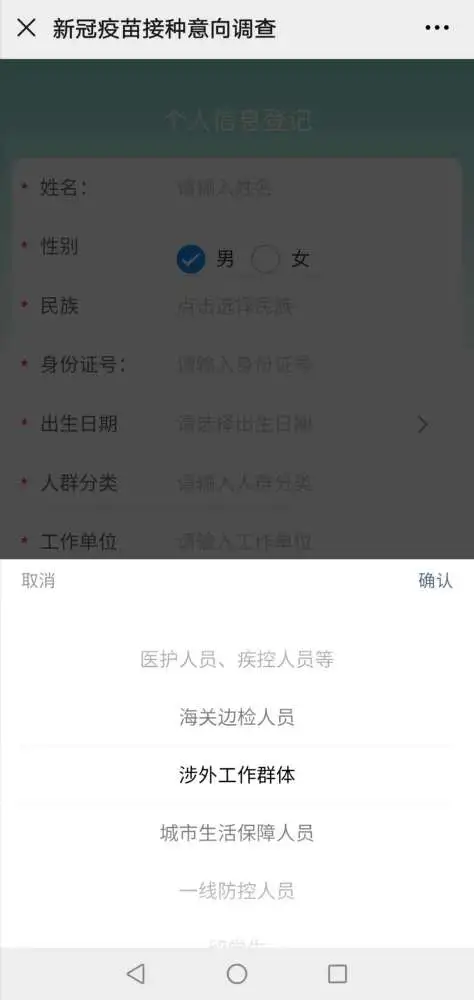 新冠疫苗接种意向调查
个人信息登记
* 姓名： 请输入姓名
* 性别 男 女
* 民族 点击选择民族
* 身份证号： 请输入身份证号
* 出生日期 请选择出生日期
* 人群分类 请输入人群分类
* 工作单位 请输入工作单位
取消 确认
医护人员、疾控人员等
海关边检人员
涉外工作群体
城市生活保障人员
一线防控人员
留学生